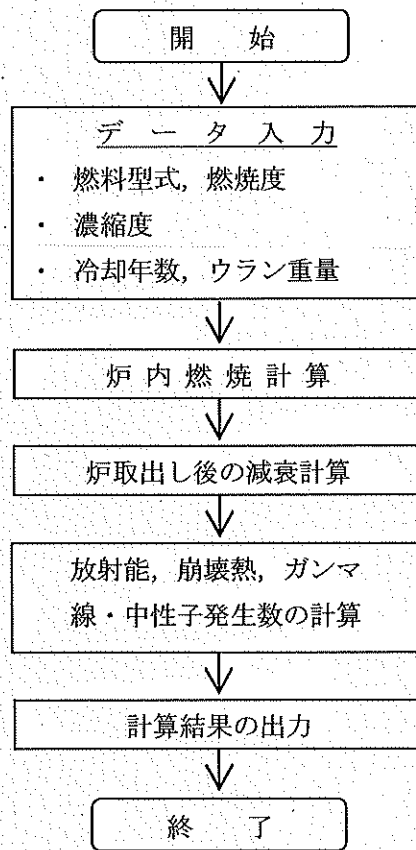 開 始
データ入力
・ 燃料型式，燃焼度
・ 濃縮度
・ 冷却年数，ウラン重量
炉内燃焼計算
炉取出し後の減衰計算
放射能，崩壊熱，ガンマ
線・中性子発生数の計算
計算結果の出力
終 了